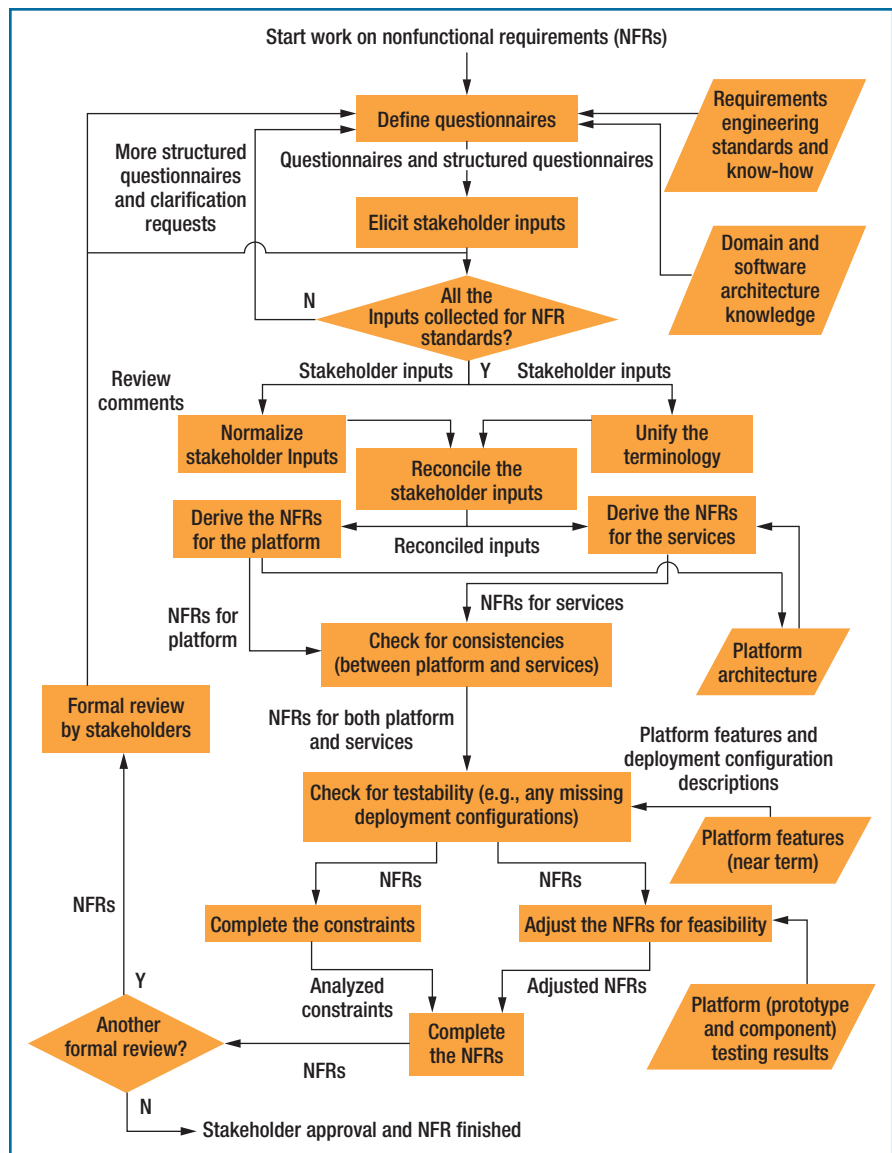 Start work on nonfunctional requirements (NFRs)
Define questionnaires
Requirements
engineering
standards and
know-how
More structured
questionnaires
and clarification
requests
Questionnaires and structured questionnaires
Elicit stakeholder inputs
Domain and
software
architecture
knowledge
N
All the
Inputs collected for NFR
standards?
Review
comments
Stakeholder inputs
Y
Stakeholder inputs
Normalize
stakeholder Inputs
Unify the
terminology
Reconcile the
stakeholder inputs
Derive the NFRs
for the platform
Reconciled inputs
Derive the NFRs
for the services
NFRs for
platform
NFRs for services
Check for consistencies
(between platform and services)
Platform
architecture
Formal review
by stakeholders
NFRs for both platform
and services
Platform features and
deployment configuration
descriptions
Check for testability (e.g., any missing
deployment configurations)
Platform features
(near term)
NFRs
NFRs
NFRs
Complete the constraints
Adjust the NFRs for feasibility
Y
Analyzed
constraints
Adjusted NFRs
Platform (prototype
and component)
testing results
Another
formal review?
NFRs
Complete
the NFRs
N
Stakeholder approval and NFR finished